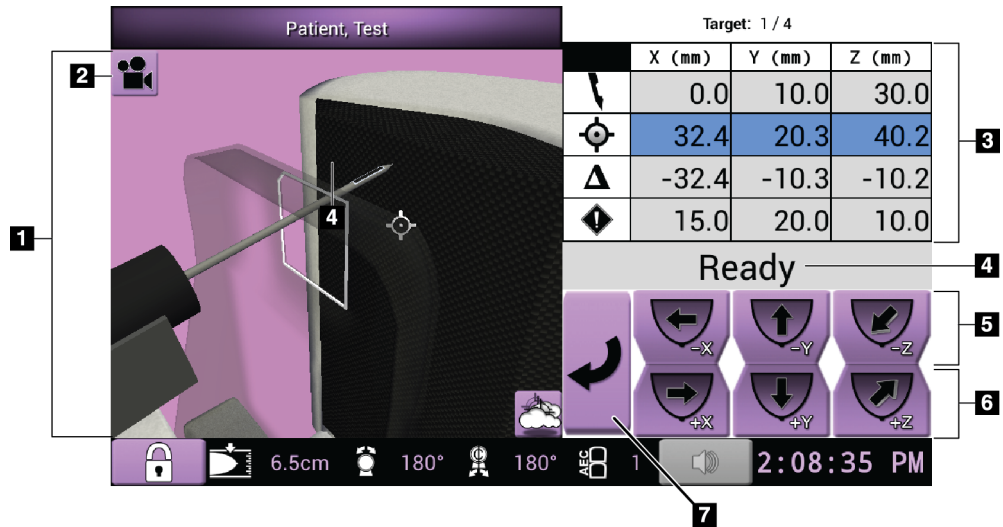 Patient, Test
Target: 1 / 4
X (mm) Y (mm) Z (mm)
0.0 10.0 30.0
32.4 20.3 40.2
Δ -32.4 -10.3 -10.2
! 15.0 20.0 10.0
Ready
-X -Y -Z
+X +Y +Z
6.5cm 180° 180° AEC 1 2:08:35 PM
1
2
4
3
4
5
6
7